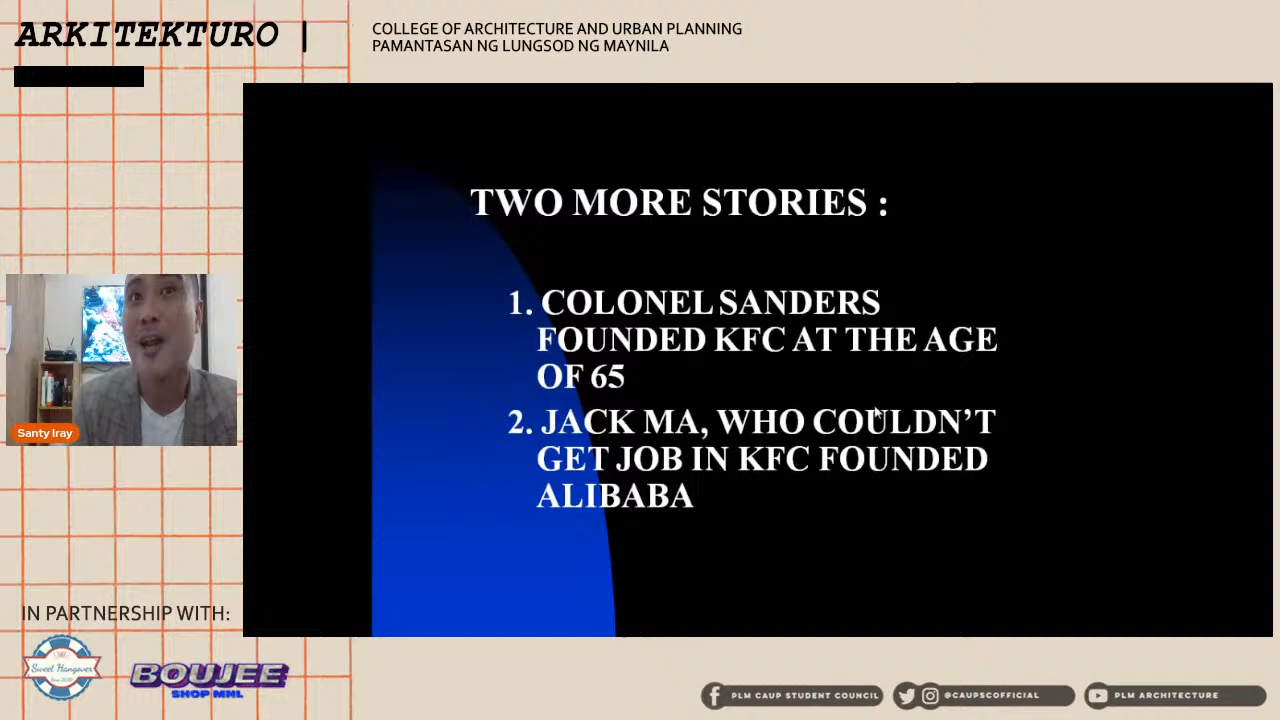 ARKITEKTURO |
COLLEGE OF ARCHITECTURE AND URBAN PLANNING
PAMANTASAN NG LUNGSOD NG MAYNILA
TWO MORE STORIES :
1. COLONEL SANDERS
FOUNDED KFC AT THE AGE
OF 65
2. JACK MA, WHO COULDN'T
GET JOB IN KFC FOUNDED
ALIBABA
Santy Iray
IN PARTNERSHIP WITH:
Sweet Hangover
BOUJEE
SHOP MNL
PLM CAUP STUDENT COUNCIL
@CAUPSCOFFICIAL
PLM ARCHITECTURE